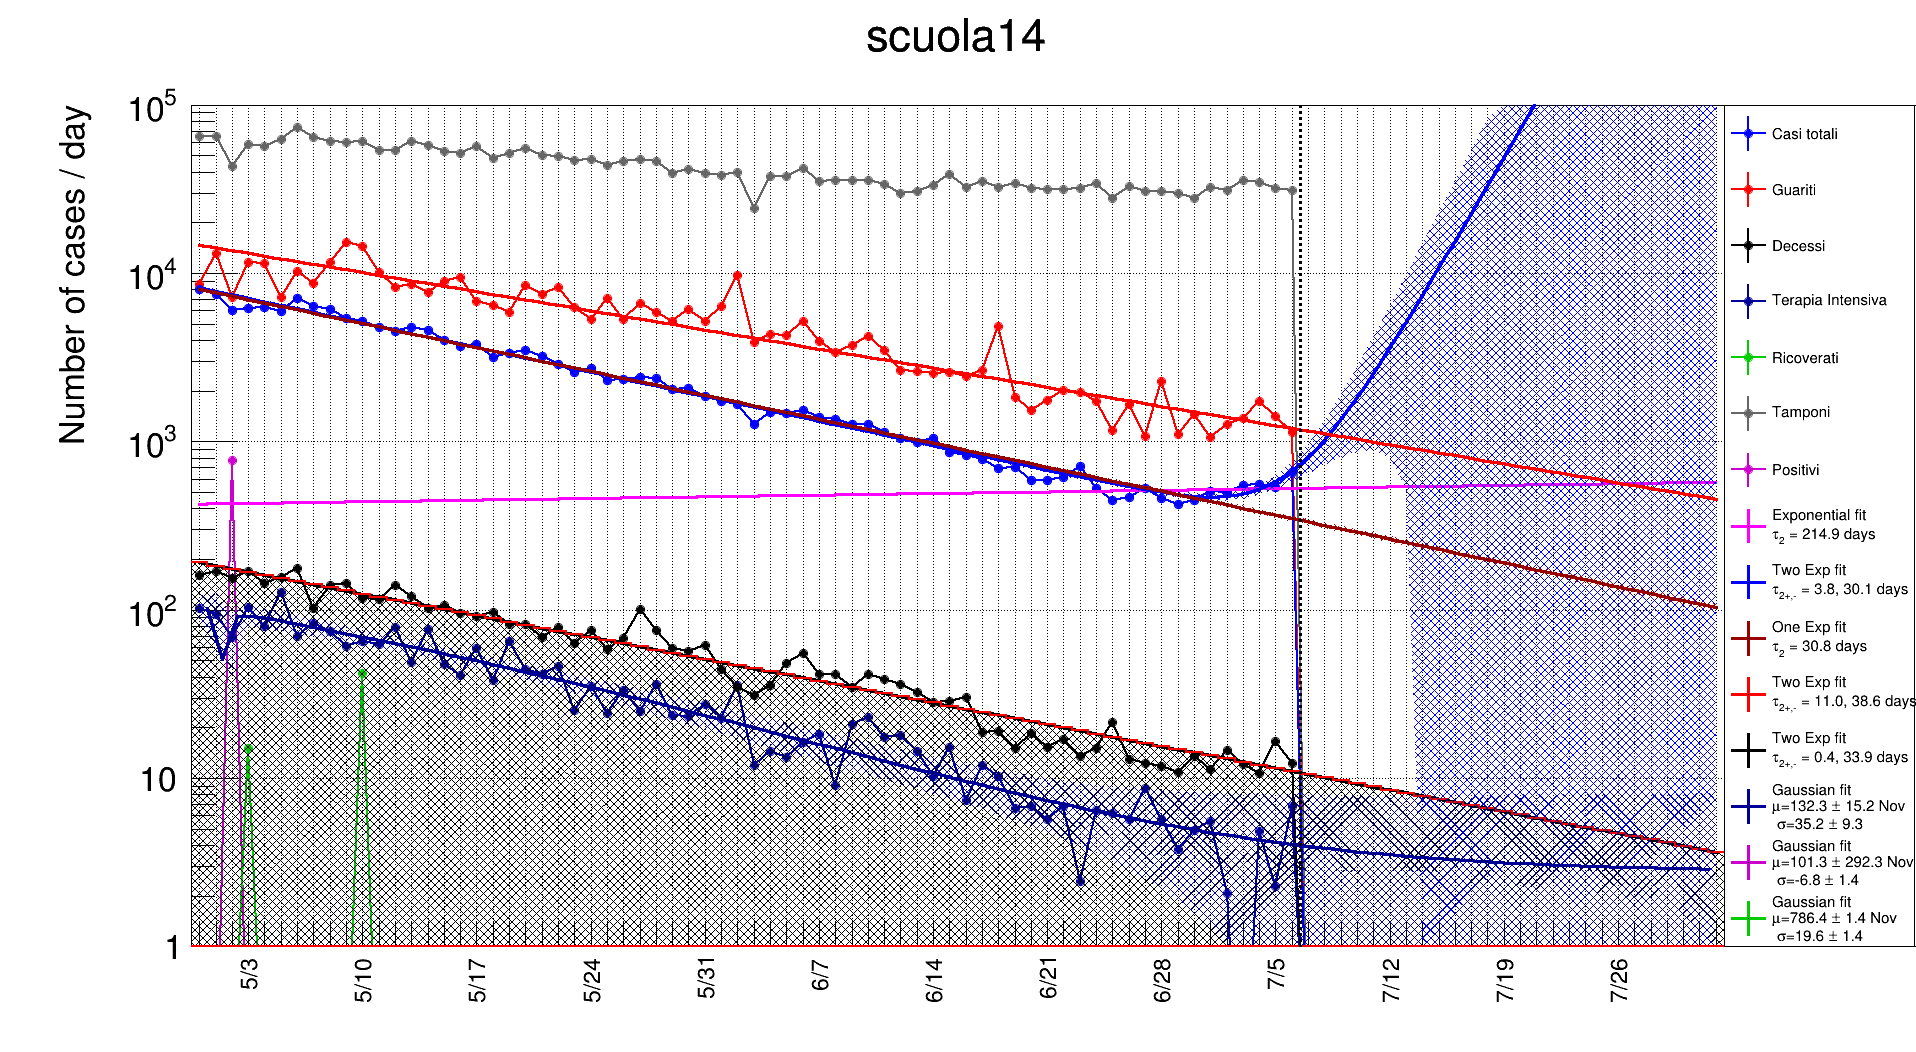 scuola14
Number of cases / day
10^5
10^4
10^3
10^2
10
1
5/3
5/10
5/17
5/24
5/31
6/7
6/14
6/21
6/28
7/5
7/12
7/19
7/26
Casi totali
Guariti
Decessi
Terapia Intensiva
Ricoverati
Tamponi
Positivi
Exponential fit
τ_2 = 214.9 days
Two Exp fit
τ_2+,- = 3.8, 30.1 days
One Exp fit
τ_2 = 30.8 days
Two Exp fit
τ_2+,- = 11.0, 38.6 days
Two Exp fit
τ_2+,- = 0.4, 33.9 days
Gaussian fit
μ=132.3 ± 15.2 Nov
σ=35.2 ± 9.3
Gaussian fit
μ=101.3 ± 292.3 Nov
σ=-6.8 ± 1.4
Gaussian fit
μ=786.4 ± 1.4 Nov
σ=19.6 ± 1.4